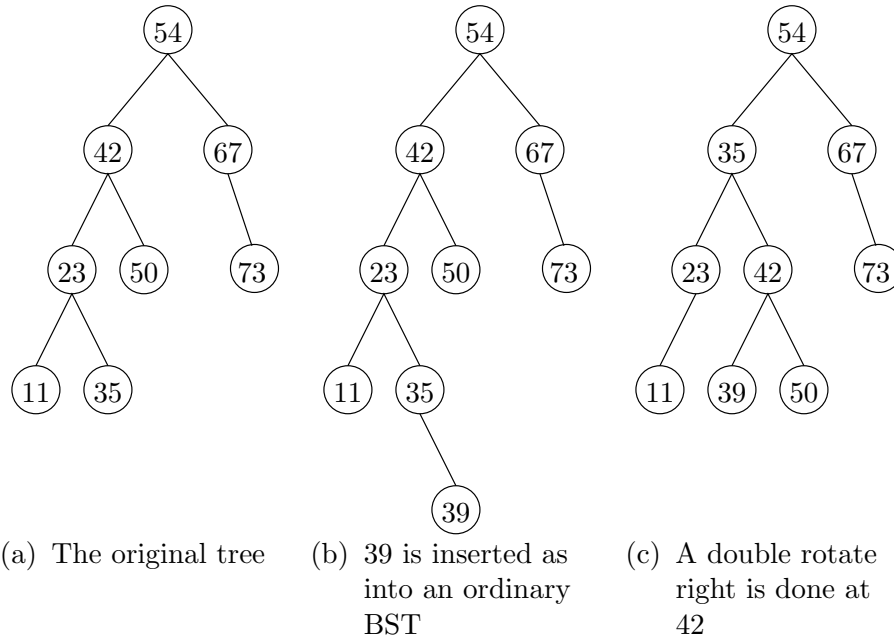 54 54 54
42 67 42 67 35 67
23 50 73 23 50 73 23 42 73
11 35 11 35 11 39 50
39
(a) The original tree
(b) 39 is inserted as
into an ordinary
BST
(c) A double rotate
right is done at
42